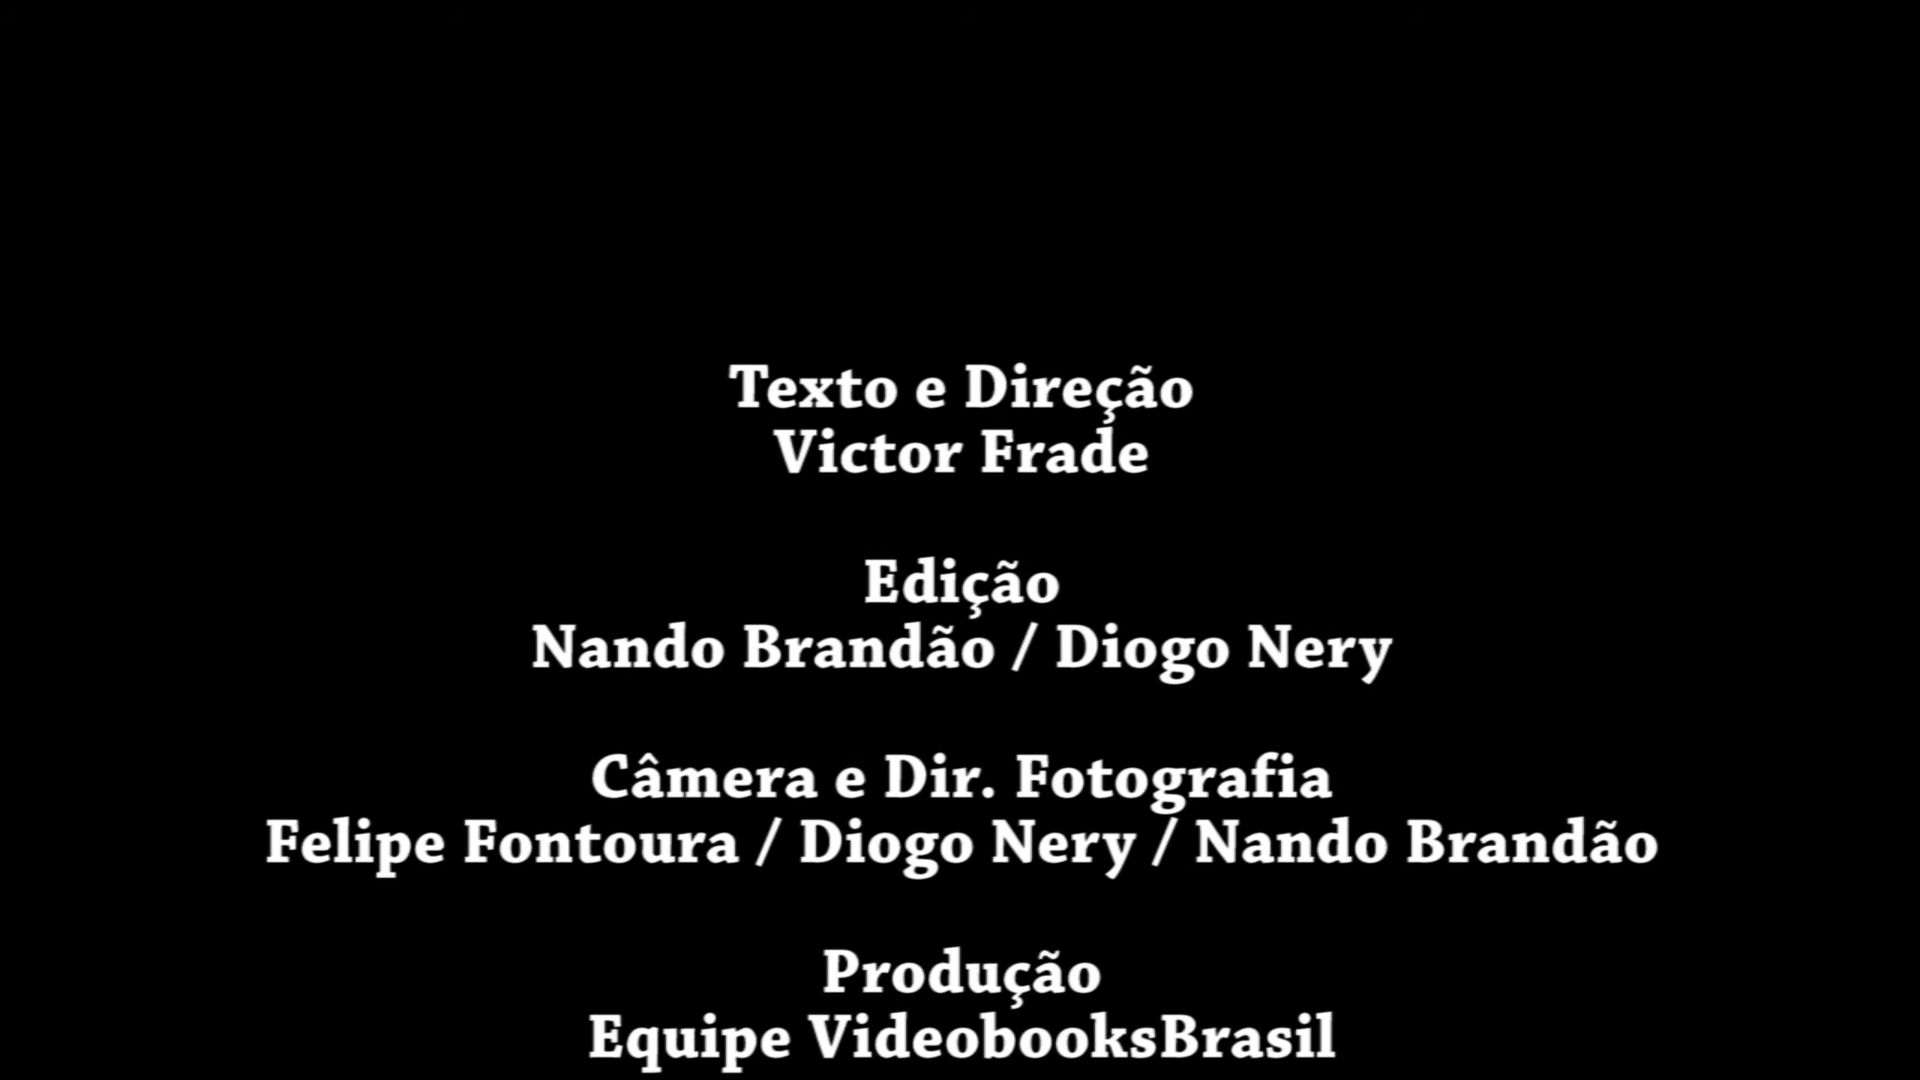 Texto e Direção
Victor Frade
Edição
Nando Brandão / Diogo Nery
Câmera e Dir. Fotografia
Felipe Fontoura / Diogo Nery / Nando Brandão
Produção
Equipe VideobooksBrasil